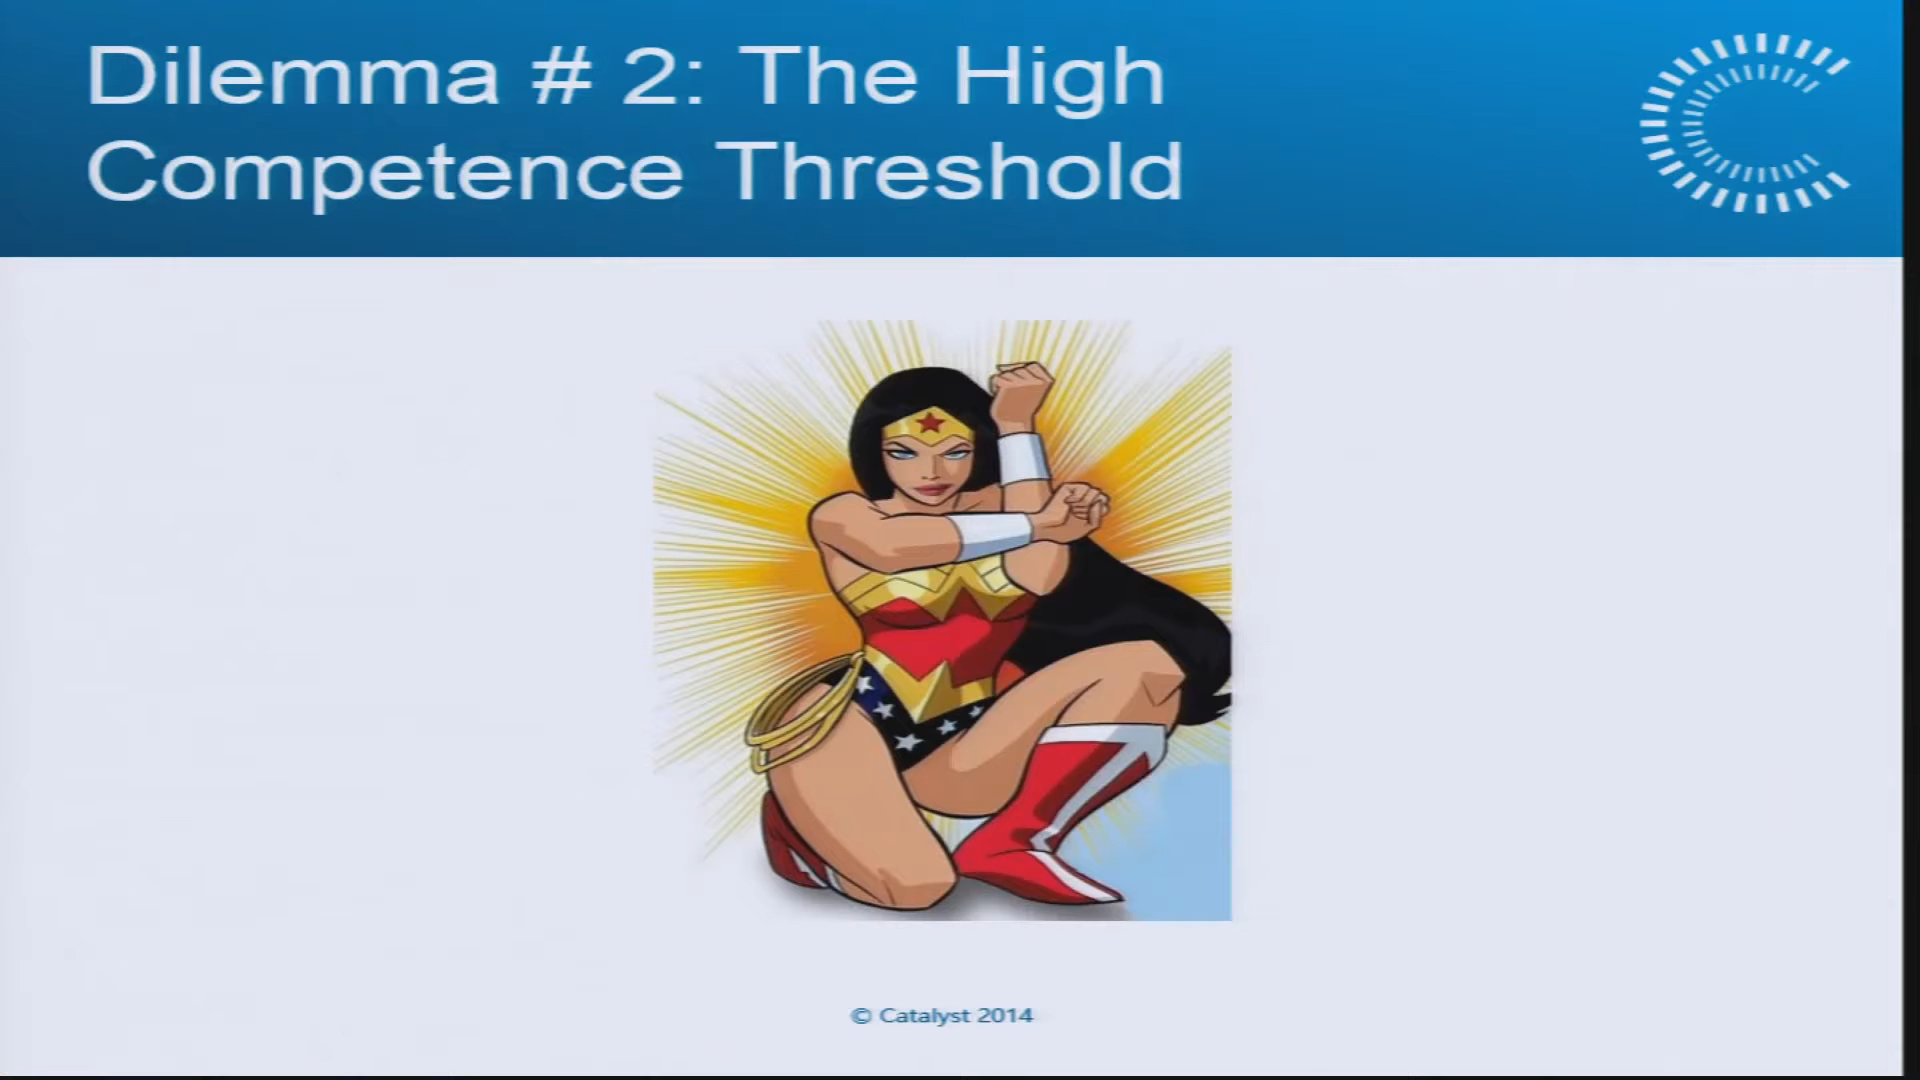 Dilemma # 2: The High
Competence Threshold
© Catalyst 2014